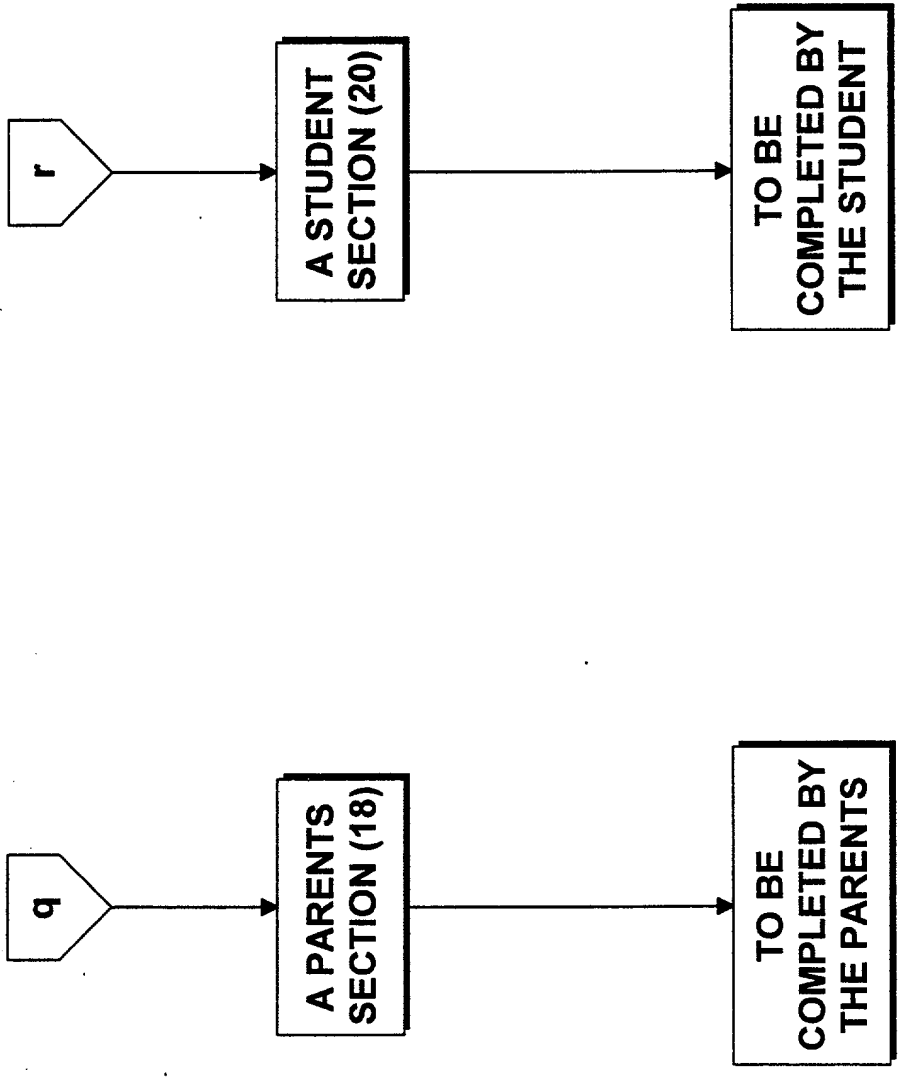 q
A PARENTS
SECTION (18)
TO BE
COMPLETED BY
THE PARENTS
r
A STUDENT
SECTION (20)
TO BE
COMPLETED BY
THE STUDENT